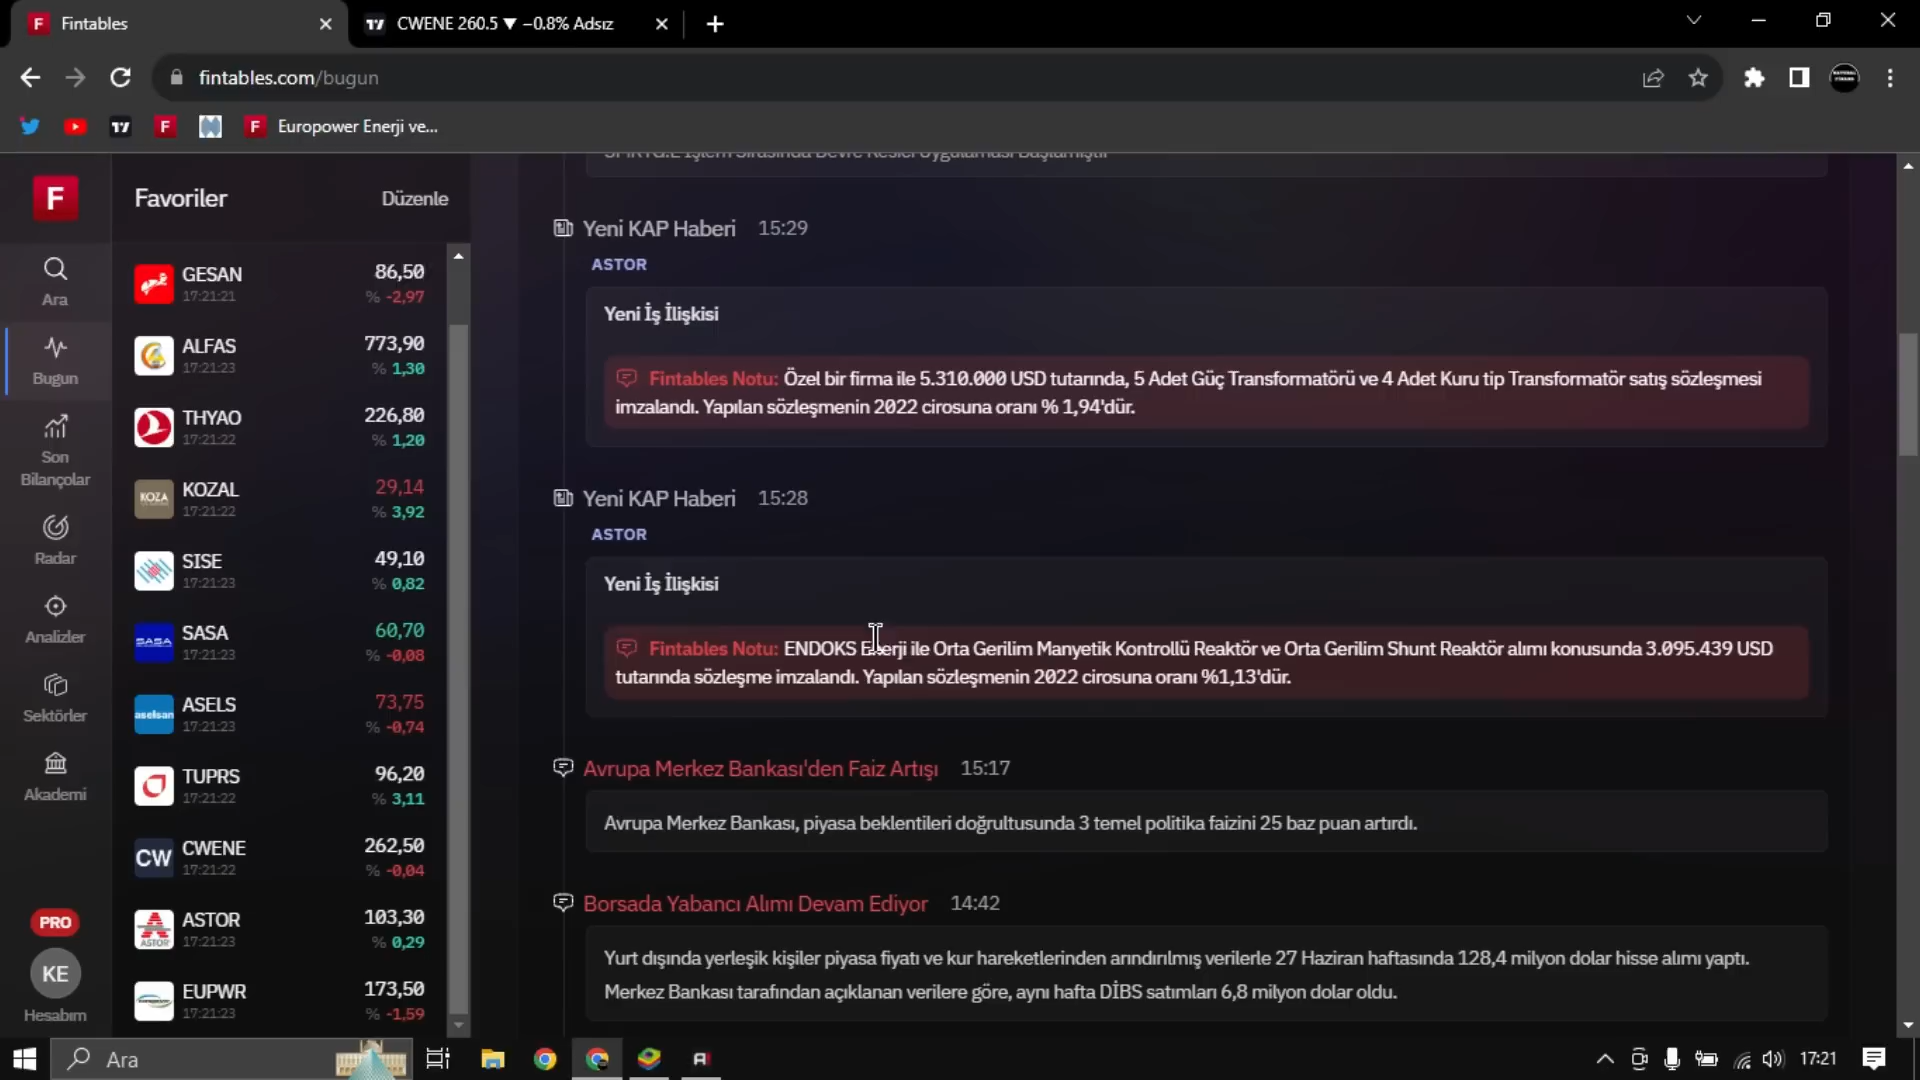 Fintables
CWENE 260.5 ▼ −0.8% Adsız
fintables.com/bugun
Europower Enerji ve...
Favoriler
Düzenle
Ara
Bugun
Son
Bilançolar
Radar
Analizler
Sektörler
Akademi
PRO
KE
Hesabım
GESAN 86,50
17:21:21 % -2,97
ALFAS 773,90
17:21:23 % 1,30
THYAO 226,80
17:21:22 % 1,20
KOZA
KOZAL 29,14
17:21:22 % 3,92
SISE 49,10
17:21:23 % 0,82
SASA
SASA 60,70
17:21:23 % -0,08
aselsan
ASELS 73,75
17:21:23 % -0,74
TUPRS 96,20
17:21:22 % 3,11
CW
CWENE 262,50
17:21:22 % -0,04
ASTOR
ASTOR 103,30
17:21:23 % 0,29
EUPWR 173,50
17:21:23 % -1,59
İşlem Sırasında Devre Kesici Uygulaması Başlamıştır
Yeni KAP Haberi 15:29
ASTOR
Yeni İş İlişkisi
Fintables Notu: Özel bir firma ile 5.310.000 USD tutarında, 5 Adet Güç Transformatörü ve 4 Adet Kuru tip Transformatör satış sözleşmesi
imzalandı. Yapılan sözleşmenin 2022 cirosuna oranı % 1,94'dür.
Yeni KAP Haberi 15:28
ASTOR
Yeni İş İlişkisi
Fintables Notu: ENDOKS Enerji ile Orta Gerilim Manyetik Kontrollü Reaktör ve Orta Gerilim Shunt Reaktör alımı konusunda 3.095.439 USD
tutarında sözleşme imzalandı. Yapılan sözleşmenin 2022 cirosuna oranı %1,13'dür.
Avrupa Merkez Bankası'den Faiz Artışı 15:17
Avrupa Merkez Bankası, piyasa beklentileri doğrultusunda 3 temel politika faizini 25 baz puan artırdı.
Borsada Yabancı Alımı Devam Ediyor 14:42
Yurt dışında yerleşik kişiler piyasa fiyatı ve kur hareketlerinden arındırılmış verilerle 27 Haziran haftasında 128,4 milyon dolar hisse alımı yaptı.
Merkez Bankası tarafından açıklanan verilere göre, aynı hafta DİBS satımları 6,8 milyon dolar oldu.
Ara
17:21